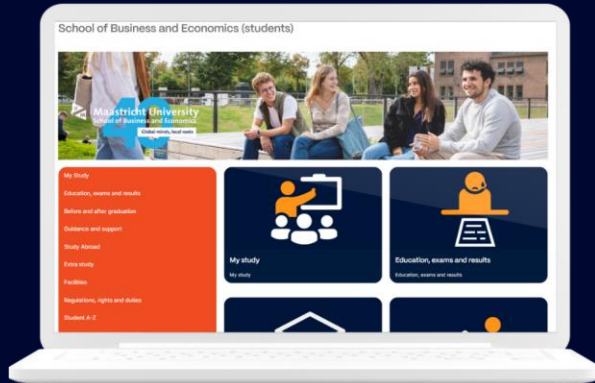 School of Business and Economics (students)
40
Maastricht University
School of Business and Economics
Global minds, local roots
My Study
Education, exams and results
Before and after graduation
Guidance and support
Study Abroad
Extra study
Facilities
Regulations, rights and duties
Student A-Z
My study
My study
Education, exams and results
Education, exams and results